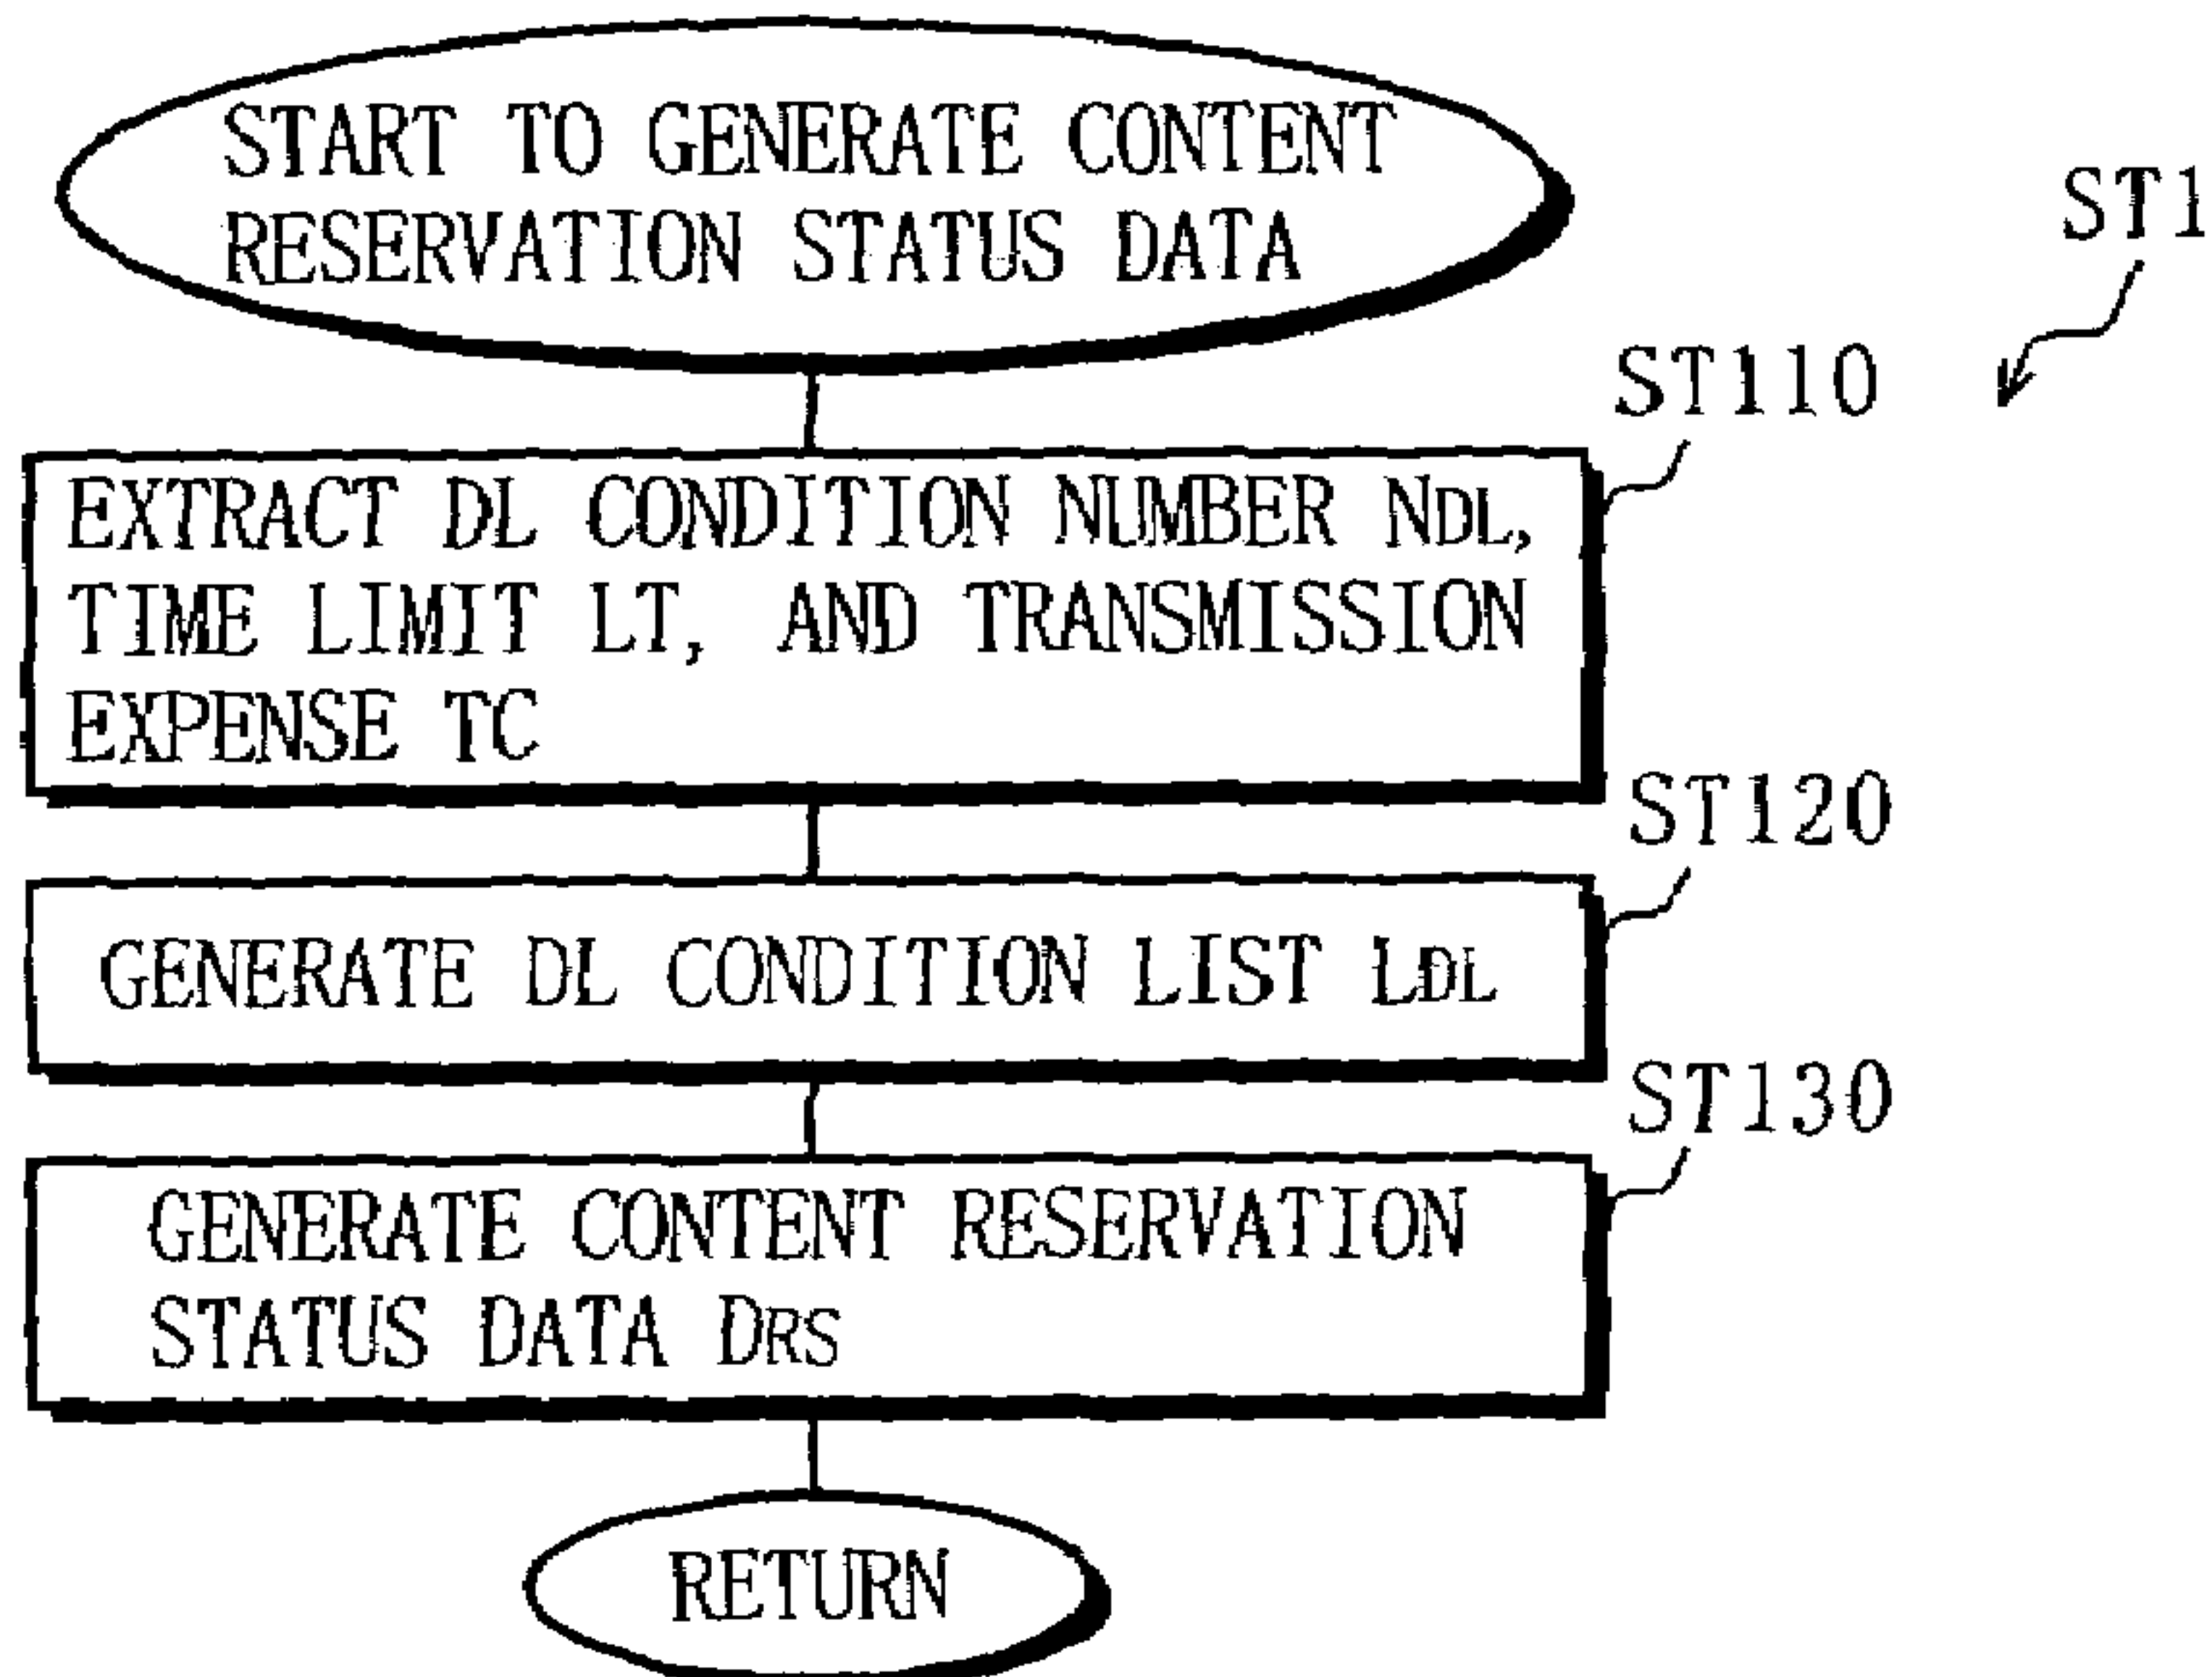 START TO GENERATE CONTENT
RESERVATION STATUS DATA
ST1
ST110
EXTRACT DL CONDITION NUMBER NDL,
TIME LIMIT LT, AND TRANSMISSION
EXPENSE TC
ST120
GENERATE DL CONDITION LIST LDL
ST130
GENERATE CONTENT RESERVATION
STATUS DATA DRS
RETURN